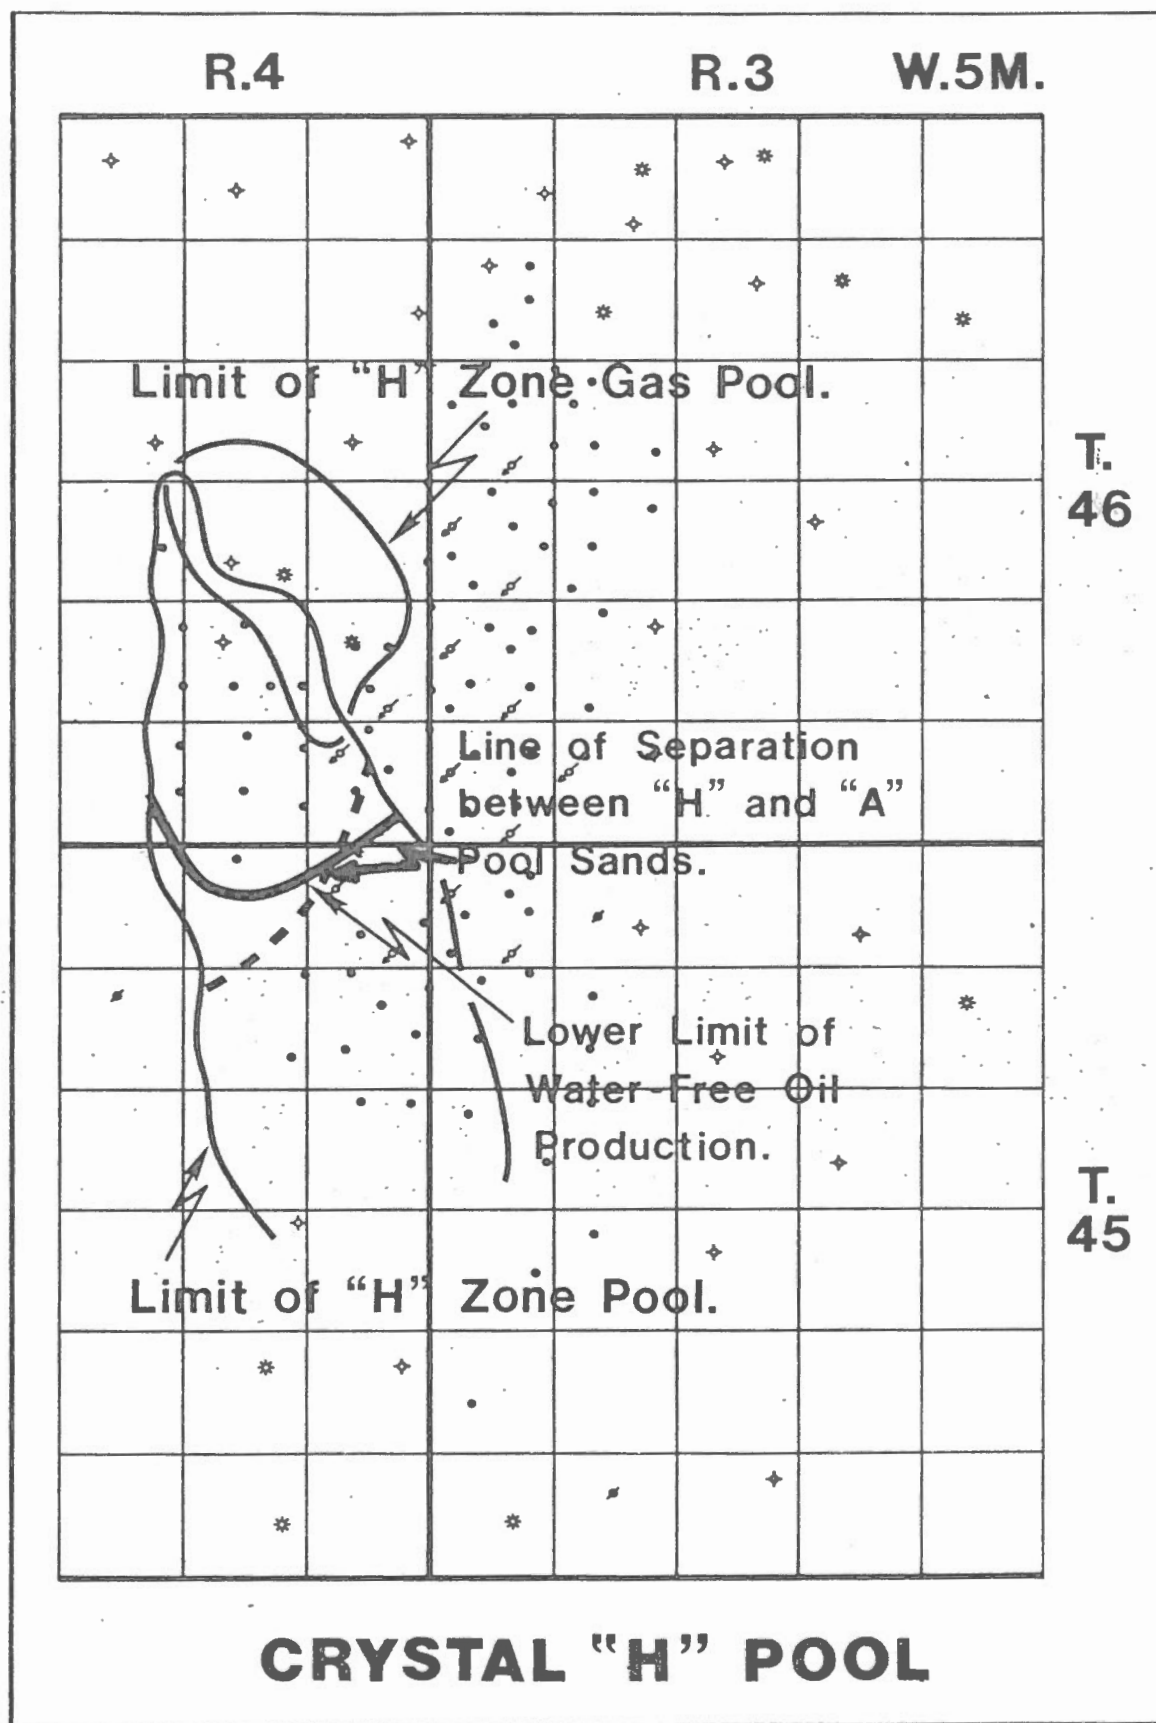 R.4 R.3 W.5M.
Limit of “H” Zone Gas Pool.
T.
46
Line of Separation
between “H” and “A”
Pool Sands.
Lower Limit of
Water-Free Oil
Production.
T.
45
Limit of “H” Zone Pool.
CRYSTAL “H” POOL